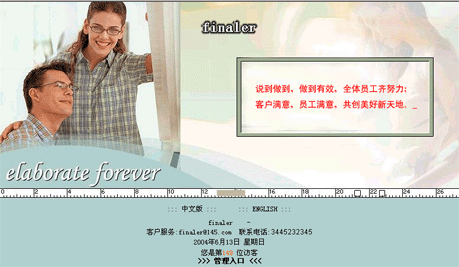 finaler
说到做到、做到有效、全体员工齐努力；
客户满意、员工满意、共创美好新天地。_
elaborate forever
0 2 4 6 8 10 12 14 16 18 20 22 24 26
::: 中文版 ::: ::: ENGLISH :::
finaler -
客户服务:finaler@145.com 联系电话:3445232345
2004年6月13日 星期日
您是第:48 位访客
>>> 管理入口 <<<